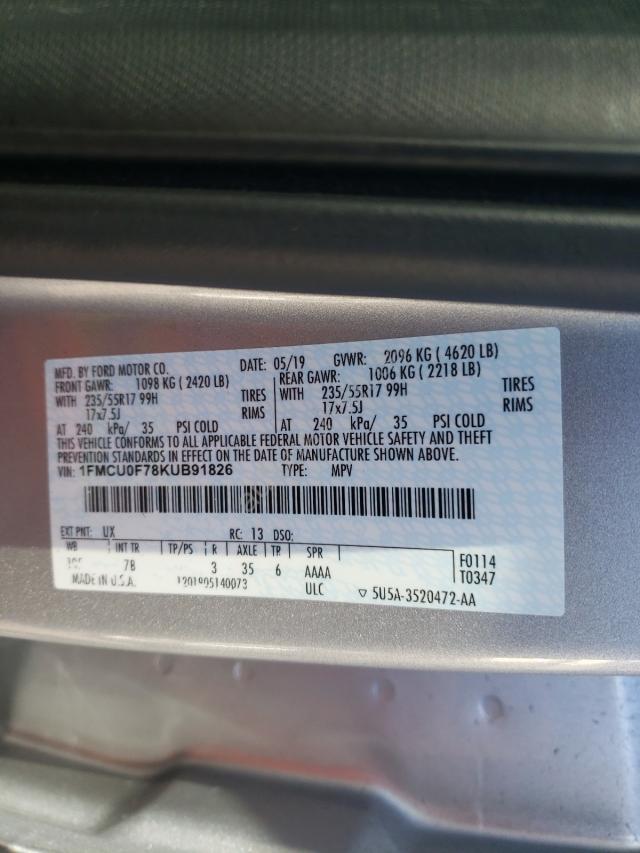 MFD. BY FORD MOTOR CO. DATE: 05/19 GVWR: 2096 KG ( 4620 LB)
FRONT GAWR: 1098 KG ( 2420 LB) REAR GAWR: 1006 KG ( 2218 LB)
WITH 235/55R17 99H TIRES WITH 235/55R17 99H TIRES
17x7.5J RIMS 17x7.5J RIMS
AT 240 kPa/ 35 PSI COLD AT 240 kPa/ 35 PSI COLD
THIS VEHICLE CONFORMS TO ALL APPLICABLE FEDERAL MOTOR VEHICLE SAFETY AND THEFT
PREVENTION STANDARDS IN EFFECT ON THE DATE OF MANUFACTURE SHOWN ABOVE.
VIN: 1FMCU0F78KUB91826 TYPE: MPV
EXT PNT: UX RC: 13 DSO:
WB INT TR TP/PS R AXLE TR SPR
7B 3 35 6 AAAA F0114
T0347
MADE IN U.S.A. 1201905140073 ULC ▽ 5U5A-3520472-AA